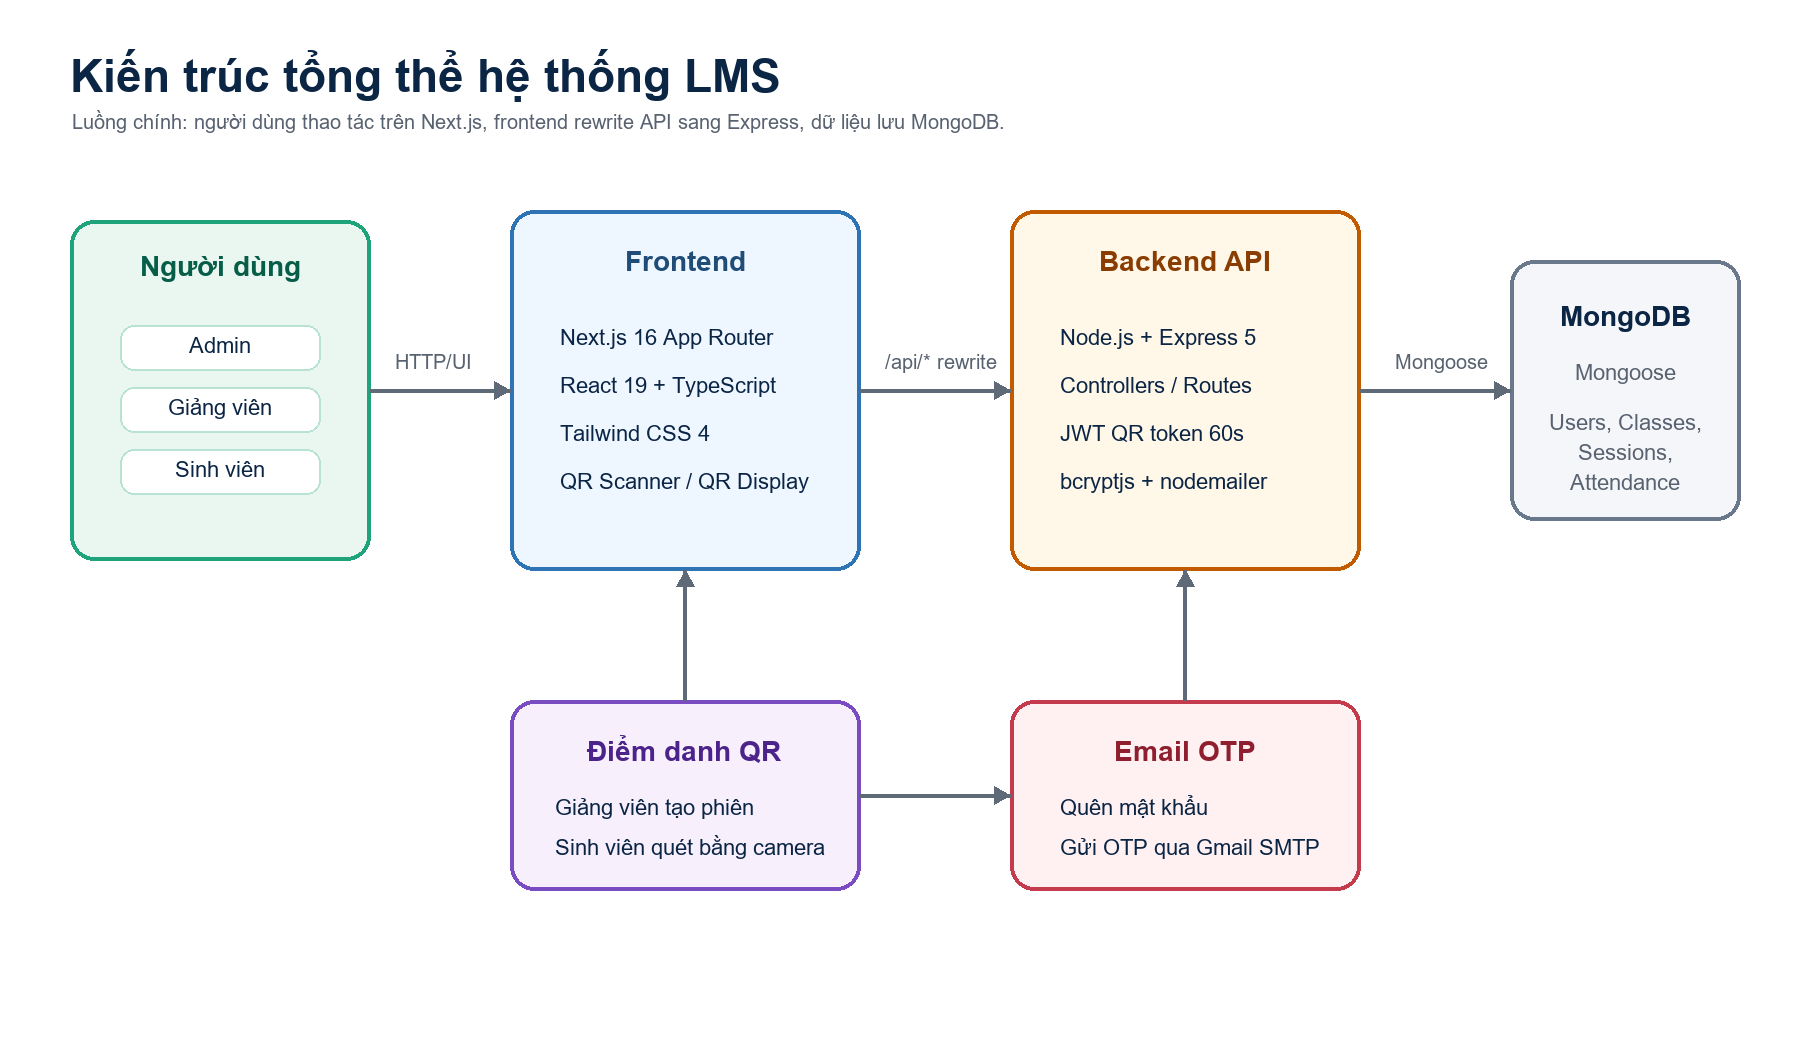 Kiến trúc tổng thể hệ thống LMS
Luồng chính: người dùng thao tác trên Next.js, frontend rewrite API sang Express, dữ liệu lưu MongoDB.
Người dùng
Admin
Giảng viên
Sinh viên
HTTP/UI
Frontend
Next.js 16 App Router
React 19 + TypeScript
Tailwind CSS 4
QR Scanner / QR Display
/api/* rewrite
Backend API
Node.js + Express 5
Controllers / Routes
JWT QR token 60s
bcryptjs + nodemailer
Mongoose
MongoDB
Mongoose
Users, Classes,
Sessions,
Attendance
Điểm danh QR
Giảng viên tạo phiên
Sinh viên quét bằng camera
Email OTP
Quên mật khẩu
Gửi OTP qua Gmail SMTP